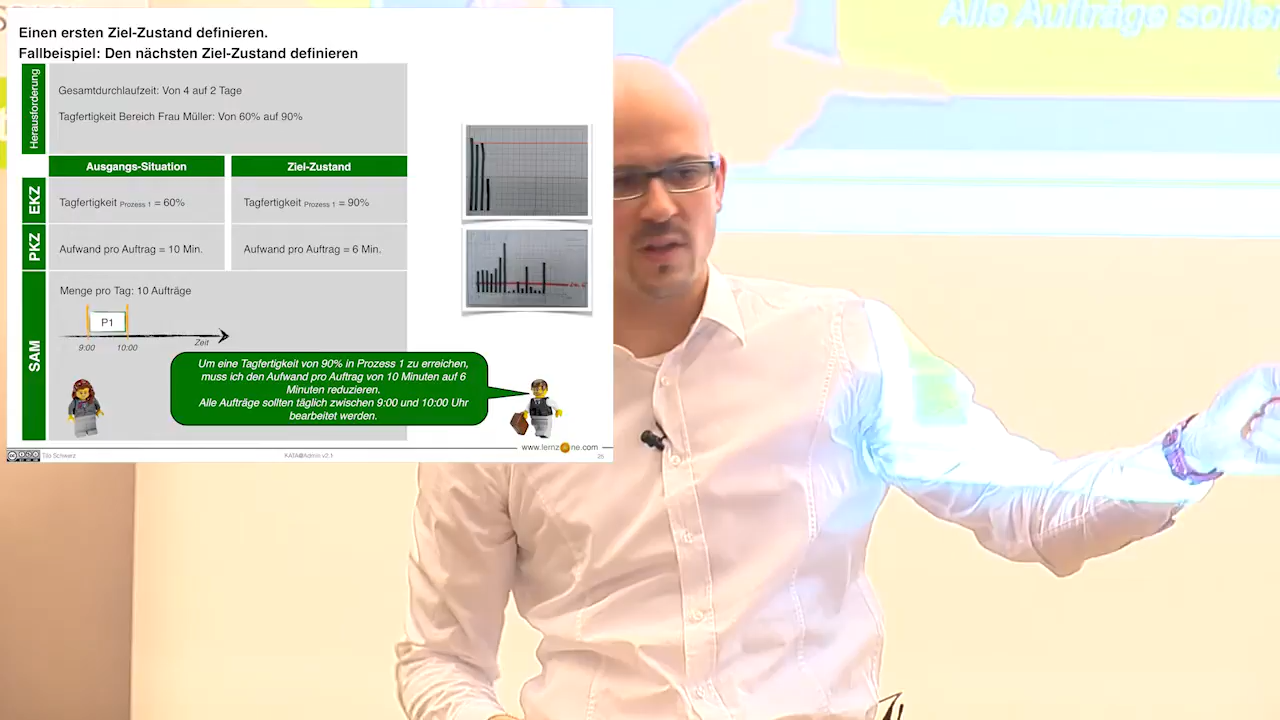 Einen ersten Ziel-Zustand definieren.
Fallbeispiel: Den nächsten Ziel-Zustand definieren
Herausforderung
Gesamtdurchlaufzeit: Von 4 auf 2 Tage
Tagfertigkeit Bereich Frau Müller: Von 60% auf 90%
Ausgangs-Situation
Ziel-Zustand
EKZ
Tagfertigkeit Prozess 1 = 60%
Tagfertigkeit Prozess 1 = 90%
PKZ
Aufwand pro Auftrag = 10 Min.
Aufwand pro Auftrag = 6 Min.
SAM
Menge pro Tag: 10 Aufträge
P1
Zeit
9:00
10:00
Um eine Tagfertigkeit von 90% in Prozess 1 zu erreichen,
muss ich den Aufwand pro Auftrag von 10 Minuten auf 6
Minuten reduzieren.
Alle Aufträge sollten täglich zwischen 9:00 und 10:00 Uhr
bearbeitet werden.
www.lernzone.com
Tilo Schwarz
KATA@Admin v2.1
25
Alle Aufträge sollten